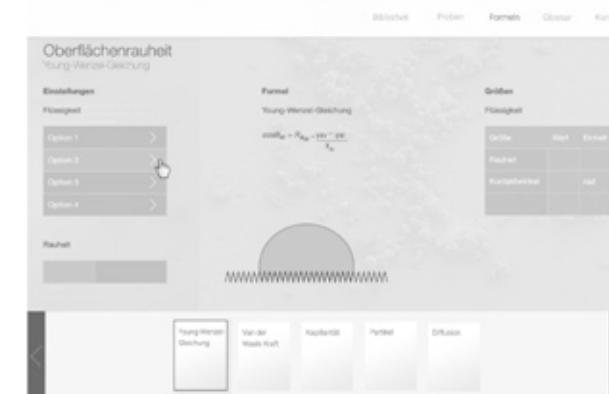 Bibliothek Proben Formeln Glossar
Oberflächenrauheit
Young-Wenzel-Gleichung
Einstellungen
Flüssigkeit
Option 1
Option 2
Option 3
Option 4
Rauheit
Formel
Young-Wenzel-Gleichung
Größen
Flüssigkeit
Größe Wert Einheit
Rauheit
Kontaktwinkel rad
Young-Wenzel
Gleichung
Van der
Waals Kraft
Kapillarität
Partikel
Diffusion